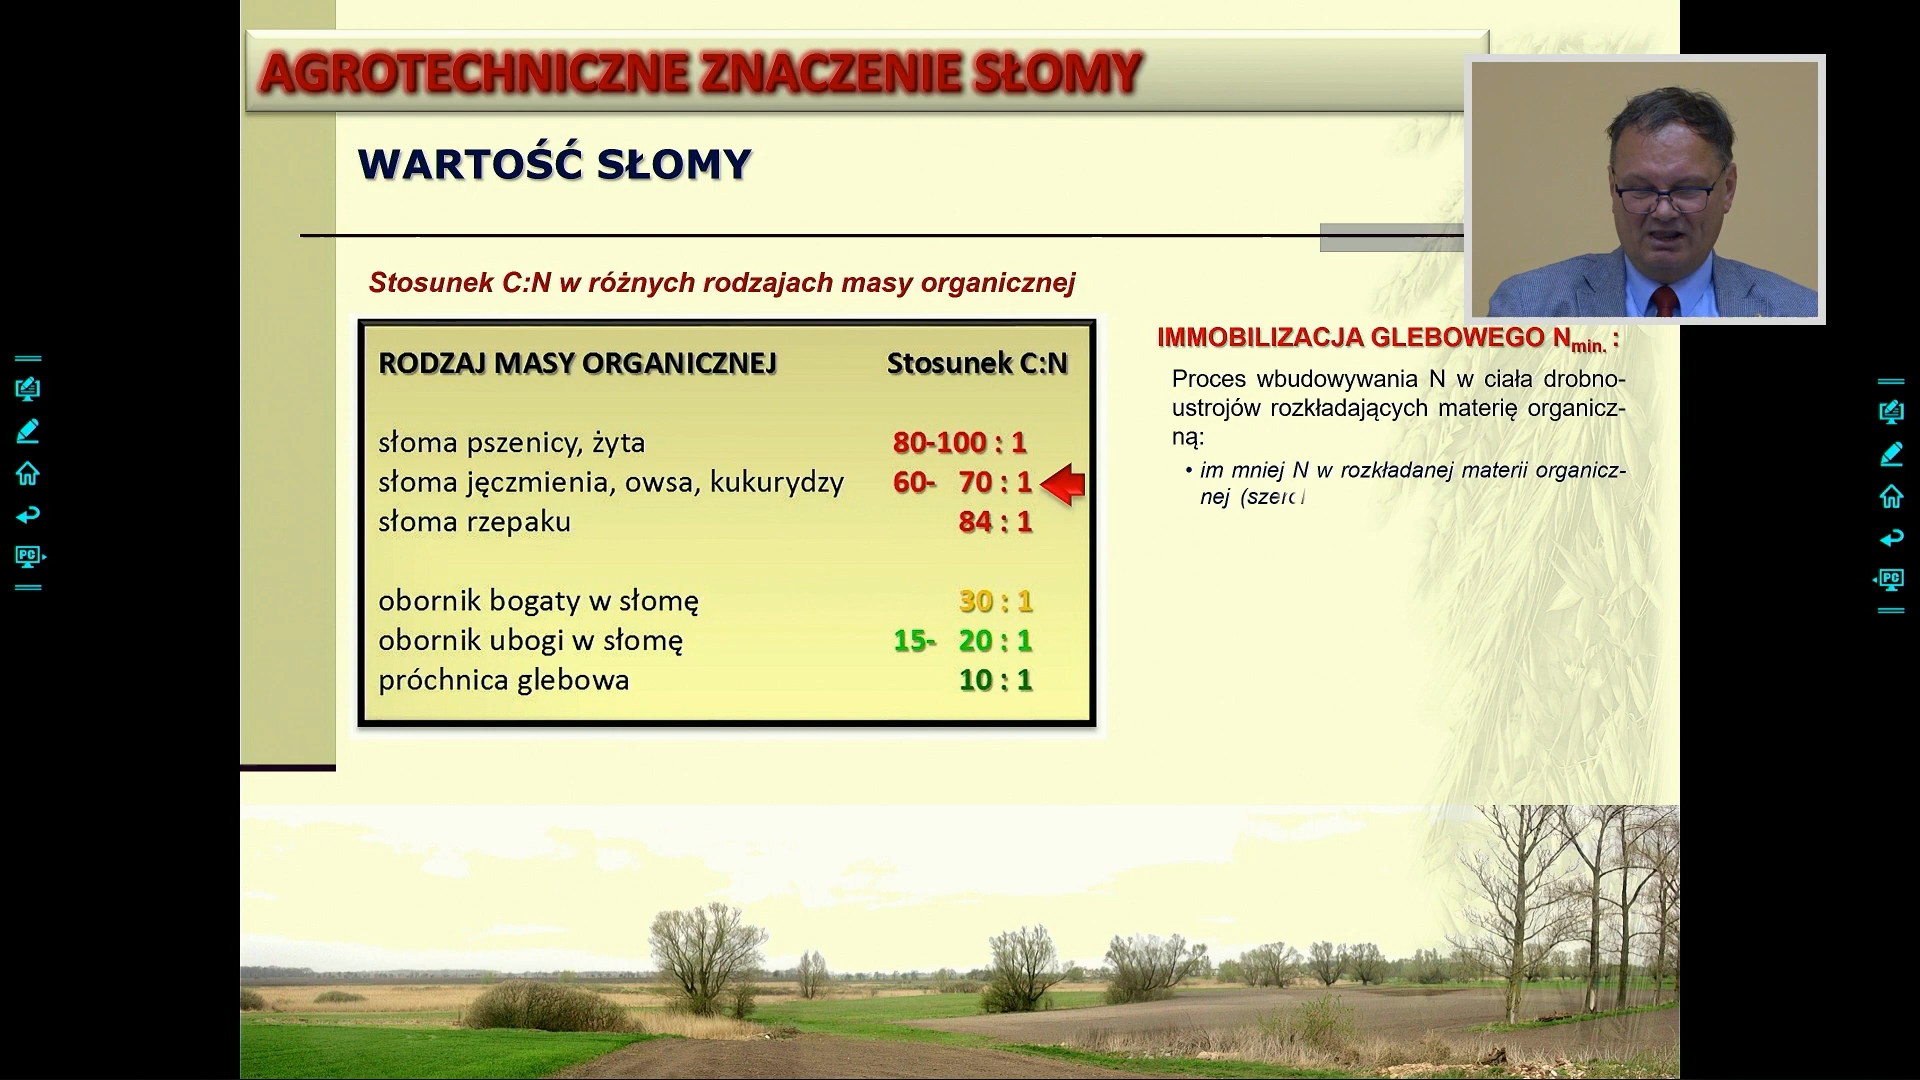 AGROTECHNICZNE ZNACZENIE SŁOMY
WARTOŚĆ SŁOMY
Stosunek C:N w różnych rodzajach masy organicznej
RODZAJ MASY ORGANICZNEJ Stosunek C:N
słoma pszenicy, żyta 80-100 : 1
słoma jęczmienia, owsa, kukurydzy 60- 70 : 1
słoma rzepaku 84 : 1
obornik bogaty w słomę 30 : 1
obornik ubogi w słomę 15- 20 : 1
próchnica glebowa 10 : 1
IMMOBILIZACJA GLEBOWEGO Nmin. :
Proces wbudowywania N w ciała drobno-
ustrojów rozkładających materię organicz-
ną:
• im mniej N w rozkładanej materii organicz-
nej
PC
PC